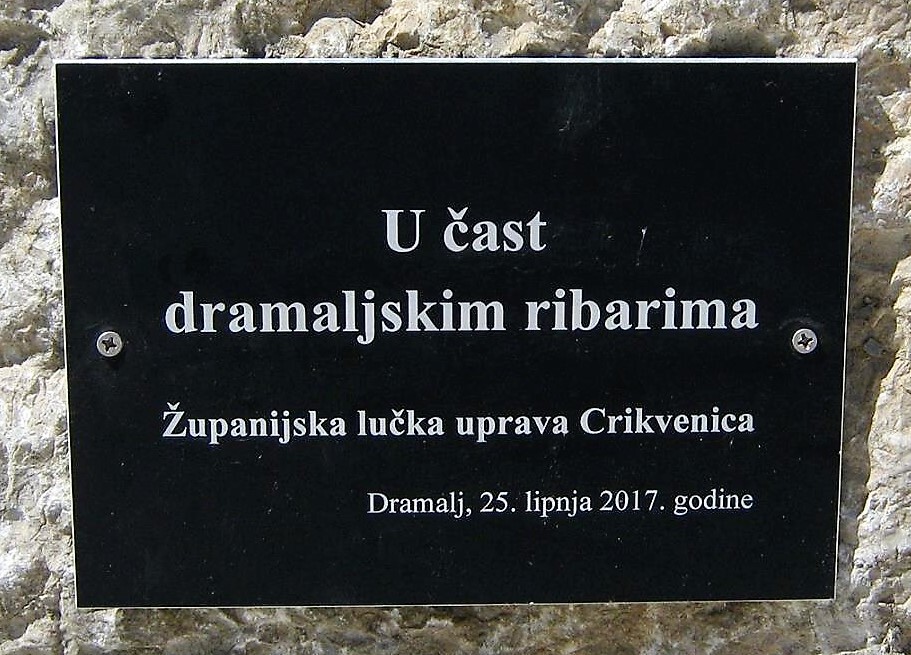 U čast
dramaljskim ribarima
Županijska lučka uprava Crikvenica
Dramalj, 25. lipnja 2017. godine